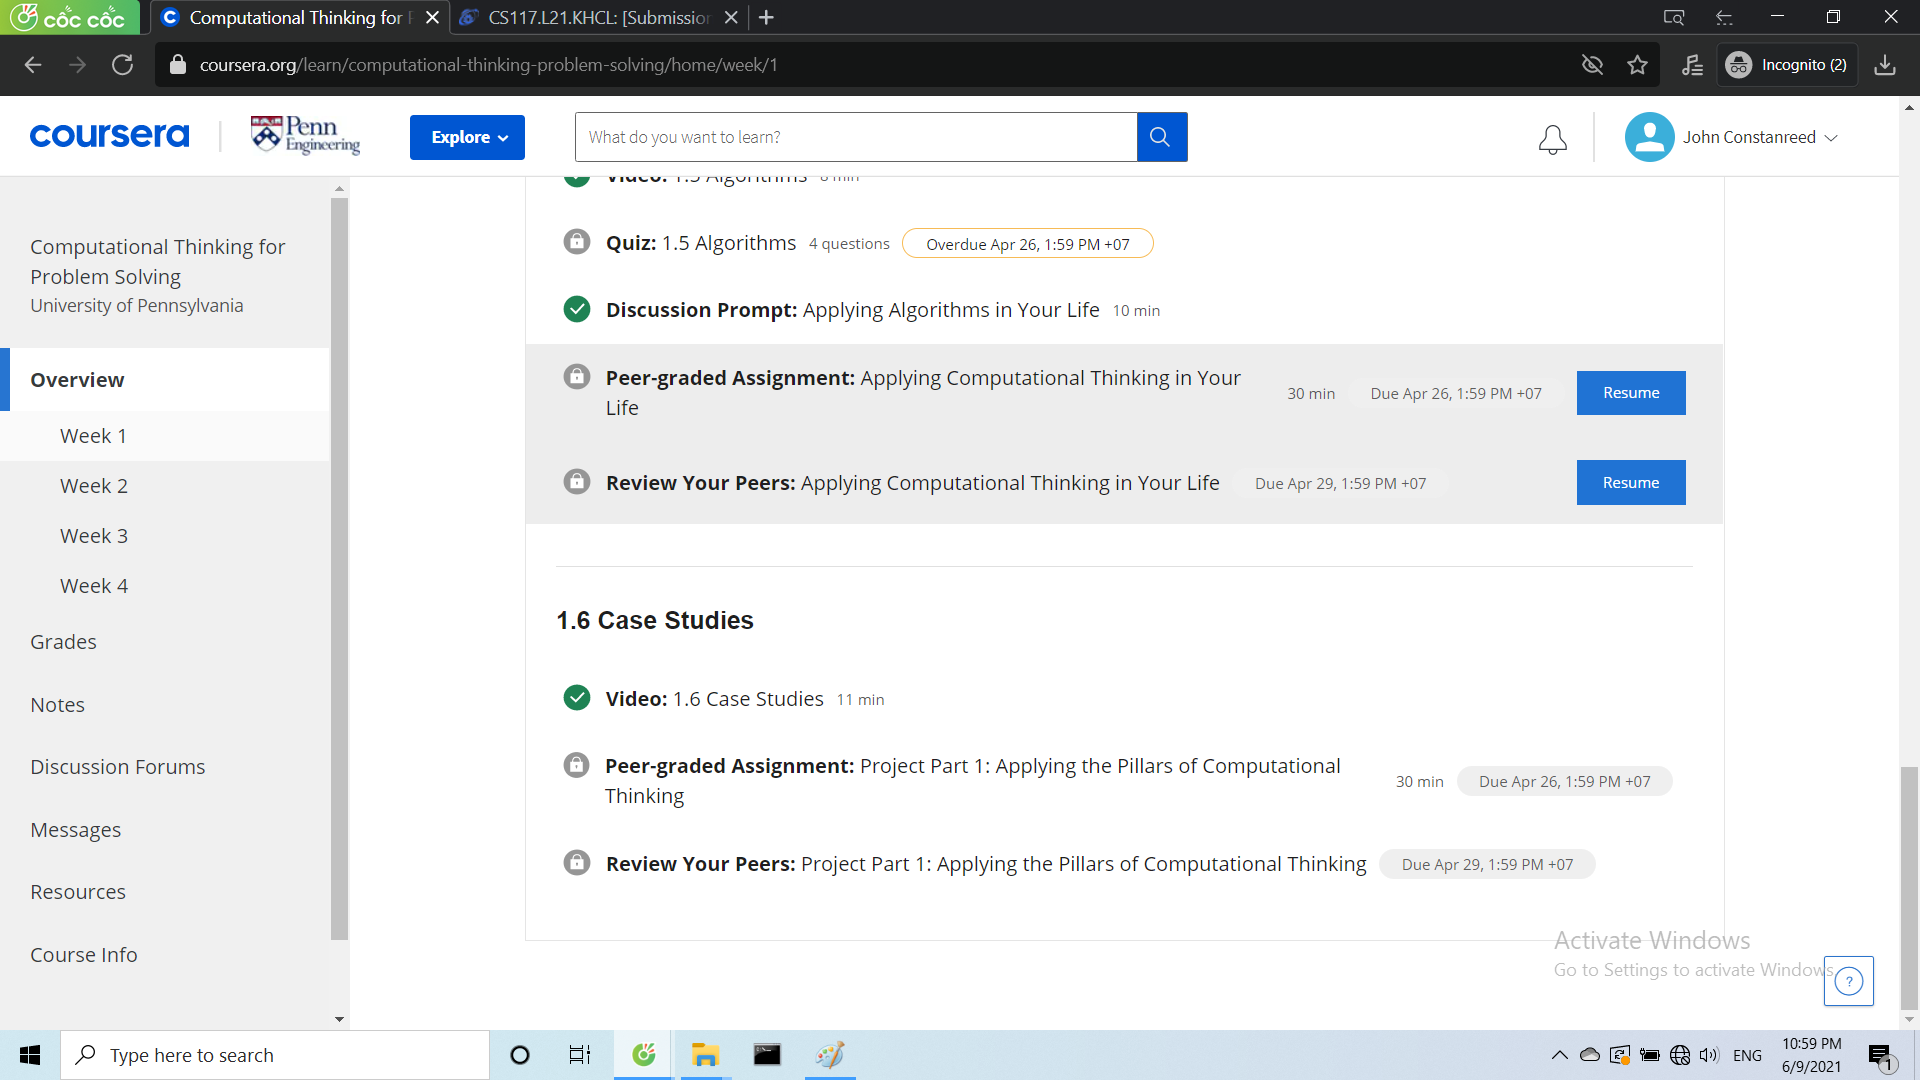 cốc cốc
Computational Thinking for P
CS117.L21.KHCL: [Submission
coursera.org/learn/computational-thinking-problem-solving/home/week/1
Incognito (2)
coursera
Penn
Engineering
Explore
What do you want to learn?
John Constanreed
Computational Thinking for
Problem Solving
University of Pennsylvania
Overview
Week 1
Week 2
Week 3
Week 4
Grades
Notes
Discussion Forums
Messages
Resources
Course Info
Video: 1.5 Algorithms 8 min
Quiz: 1.5 Algorithms 4 questions Overdue Apr 26, 1:59 PM +07
Discussion Prompt: Applying Algorithms in Your Life 10 min
Peer-graded Assignment: Applying Computational Thinking in Your
Life
30 min Due Apr 26, 1:59 PM +07 Resume
Review Your Peers: Applying Computational Thinking in Your Life Due Apr 29, 1:59 PM +07 Resume
1.6 Case Studies
Video: 1.6 Case Studies 11 min
Peer-graded Assignment: Project Part 1: Applying the Pillars of Computational
Thinking
30 min Due Apr 26, 1:59 PM +07
Review Your Peers: Project Part 1: Applying the Pillars of Computational Thinking Due Apr 29, 1:59 PM +07
Activate Windows
Go to Settings to activate Windows
?
Type here to search
ENG
10:59 PM
6/9/2021
1